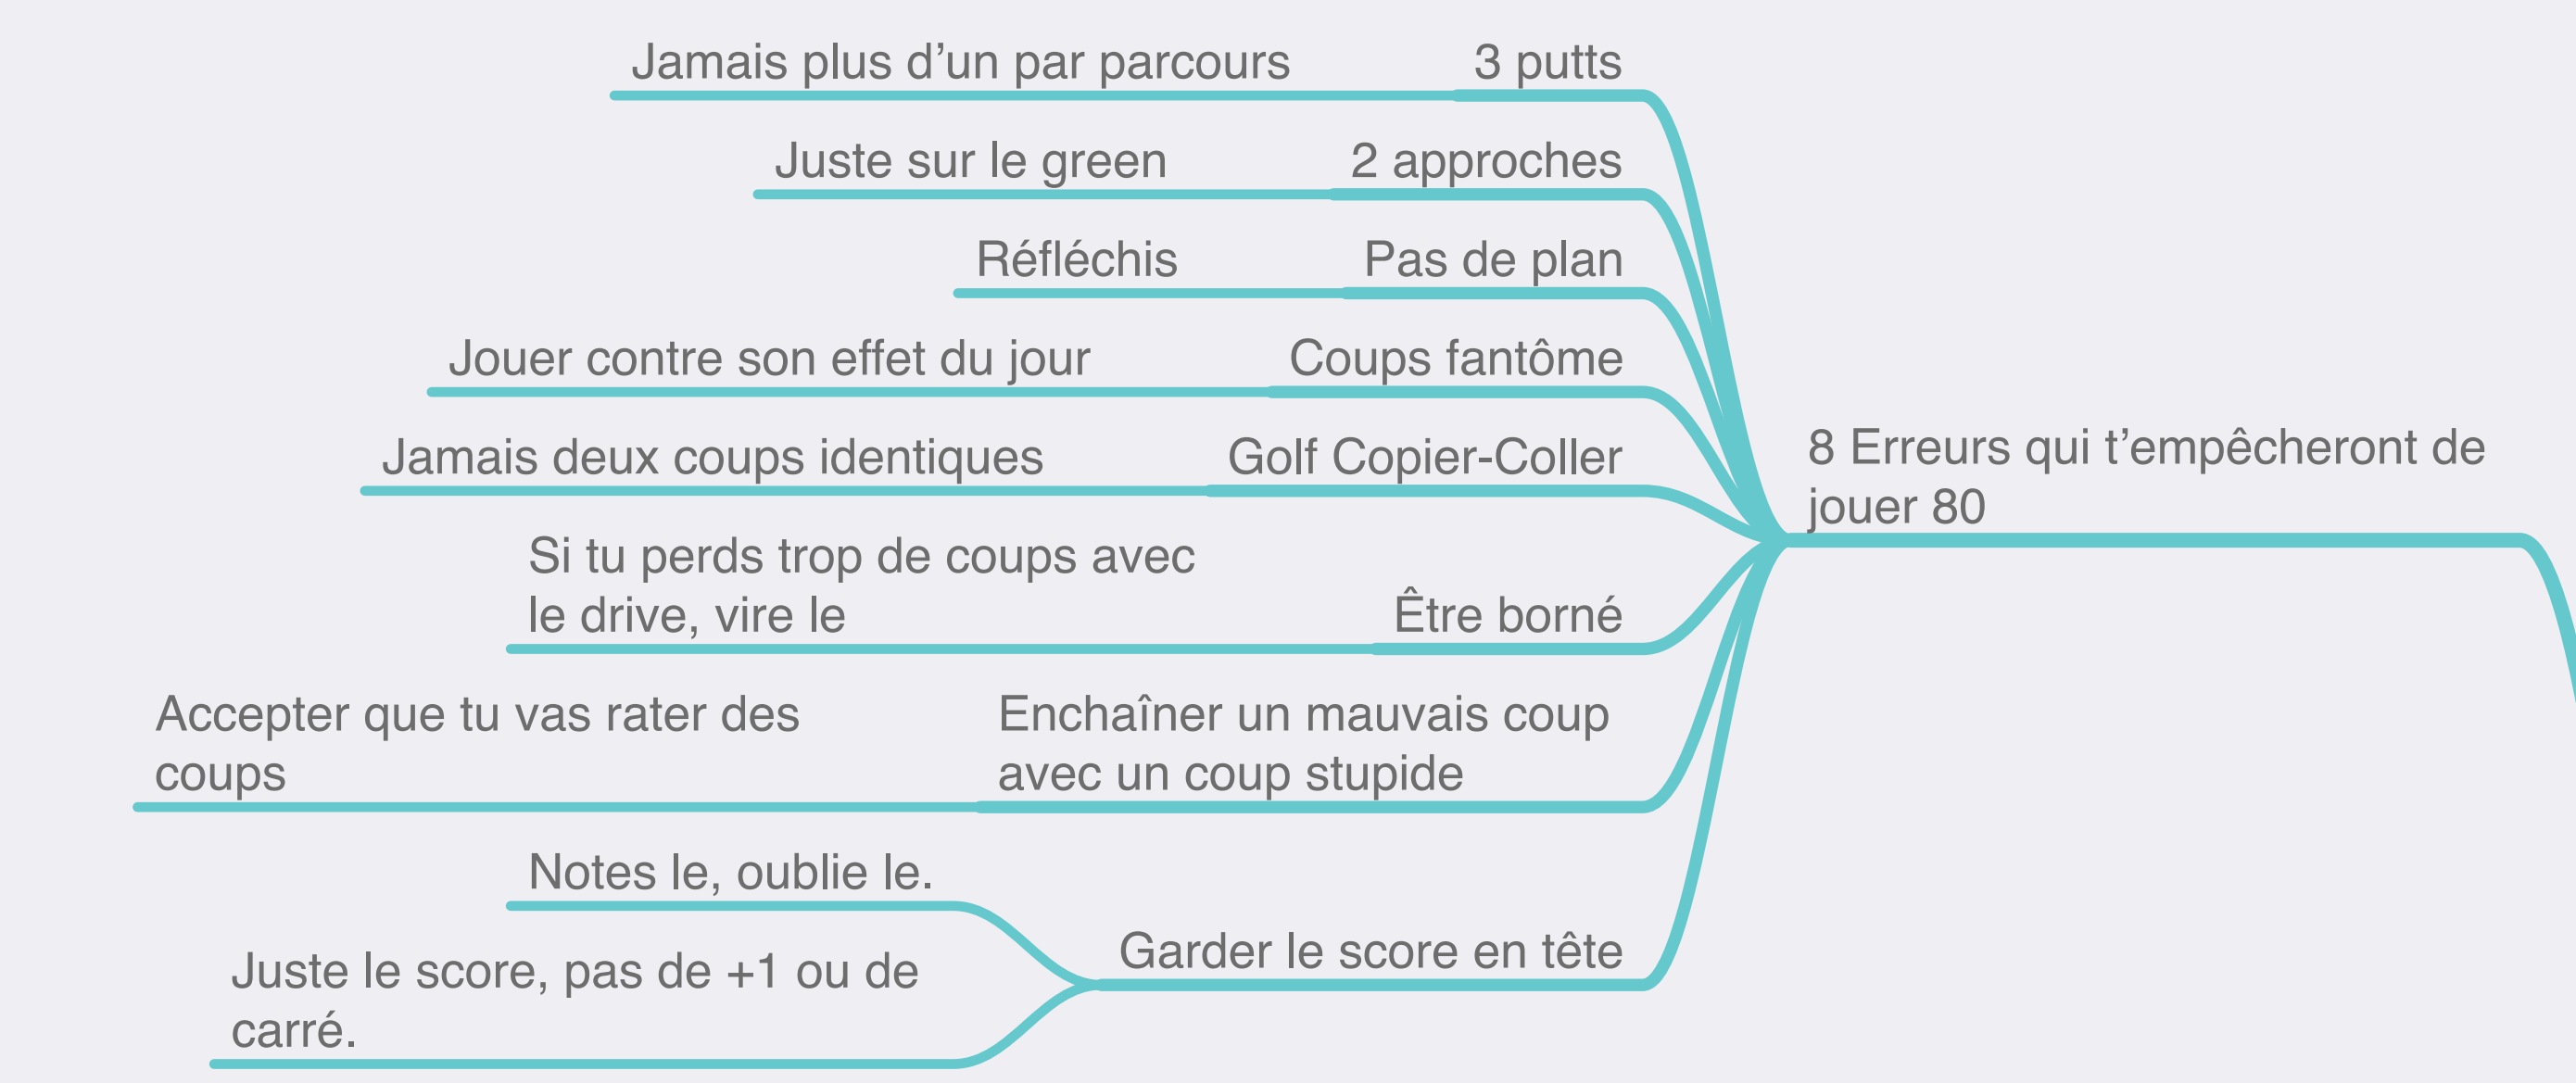 Jamais plus d’un par parcours
3 putts
Juste sur le green
2 approches
Réfléchis
Pas de plan
Jouer contre son effet du jour
Coups fantôme
Jamais deux coups identiques
Golf Copier-Coller
8 Erreurs qui t’empêcheront de
jouer 80
Si tu perds trop de coups avec
le drive, vire le
Être borné
Accepter que tu vas rater des
coups
Enchaîner un mauvais coup
avec un coup stupide
Notes le, oublie le.
Garder le score en tête
Juste le score, pas de +1 ou de
carré.